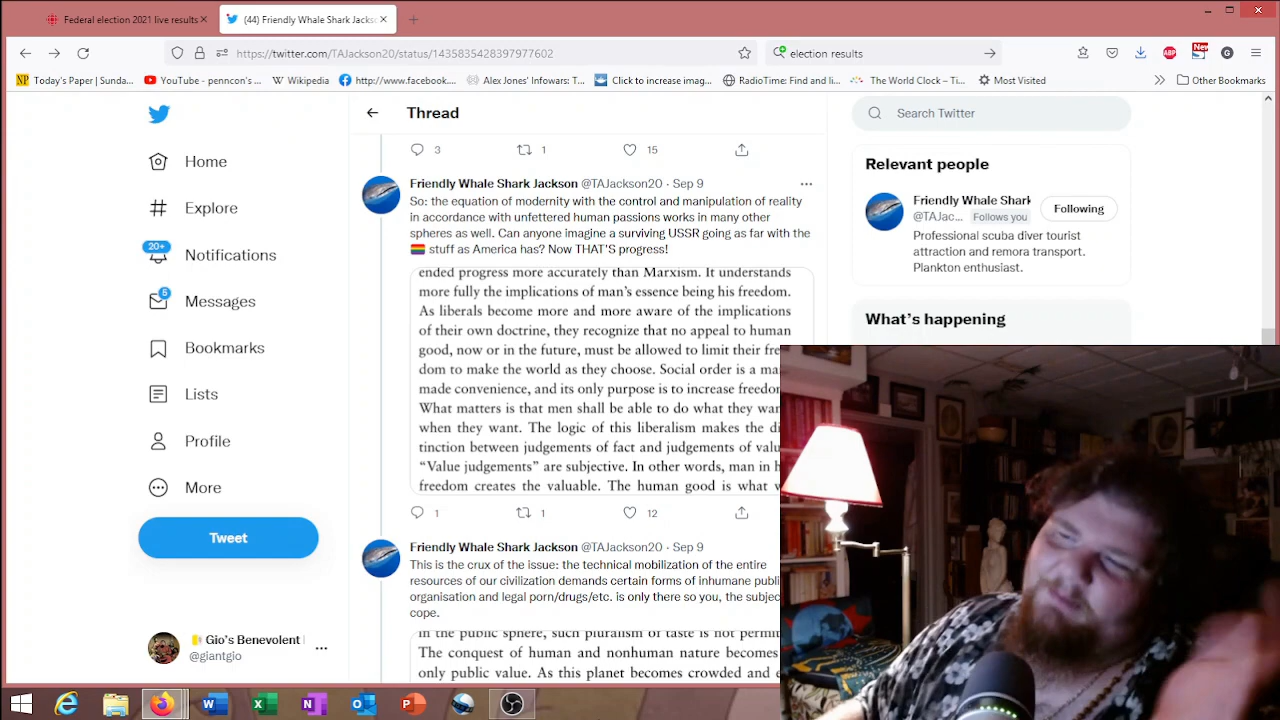 Federal election 2021 live results
(44) Friendly Whale Shark Jackso
https://twitter.com/TAJackson20/status/1435835428397977602
election results
ABP
New
G
NP
Today's Paper | Sunda...
YouTube - penncon's...
W
Wikipedia
http://www.facebook....
Alex Jones' Infowars: T...
Click to increase imag...
RadioTime: Find and li...
The World Clock – Ti...
Most Visited
Other Bookmarks
Home
Explore
20+
Notifications
6
Messages
Bookmarks
Lists
Profile
More
Tweet
Gio's Benevolent
@giantgio
Thread
3
1
15
Friendly Whale Shark Jackson @TAJackson20 · Sep 9
So: the equation of modernity with the control and manipulation of reality
in accordance with unfettered human passions works in many other
spheres as well. Can anyone imagine a surviving USSR going as far with the
🏳️‍🌈 stuff as America has? Now THAT'S progress!
ended progress more accurately than Marxism. It understands
more fully the implications of man's essence being his freedom.
As liberals become more and more aware of the implications
of their own doctrine, they recognize that no appeal to human
good, now or in the future, must be allowed to limit their fre
dom to make the world as they choose. Social order is a ma
made convenience, and its only purpose is to increase freedor
What matters is that men shall be able to do what they wan
when they want. The logic of this liberalism makes the di
tinction between judgements of fact and judgements of valu
"Value judgements" are subjective. In other words, man in h
freedom creates the valuable. The human good is what w
1
1
12
Friendly Whale Shark Jackson @TAJackson20 · Sep 9
This is the crux of the issue: the technical mobilization of the entire
resources of our civilization demands certain forms of inhumane publi
organisation and legal porn/drugs/etc. is only there so you, the subjec
cope.
in the public sphere, such pluralism of taste is not permit
The conquest of human and nonhuman nature becomes
only public value. As this planet becomes crowded and e
Search Twitter
Relevant people
Friendly Whale Shark
@TAJac... Follows you
Following
Professional scuba diver tourist
attraction and remora transport.
Plankton enthusiast.
What's happening